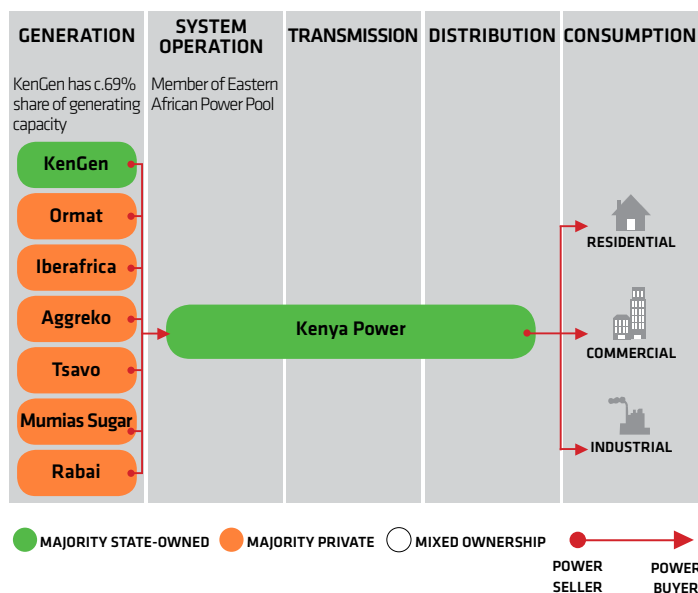 GENERATION
SYSTEM
OPERATION
TRANSMISSION
DISTRIBUTION
CONSUMPTION
KenGen has c.69%
share of generating
capacity
Member of Eastern
African Power Pool
KenGen
Ormat
Iberafrica
Aggreko
Tsavo
Mumias Sugar
Rabai
Kenya Power
RESIDENTIAL
COMMERCIAL
INDUSTRIAL
MAJORITY STATE-OWNED
MAJORITY PRIVATE
MIXED OWNERSHIP
POWER
SELLER
POWER
BUYER